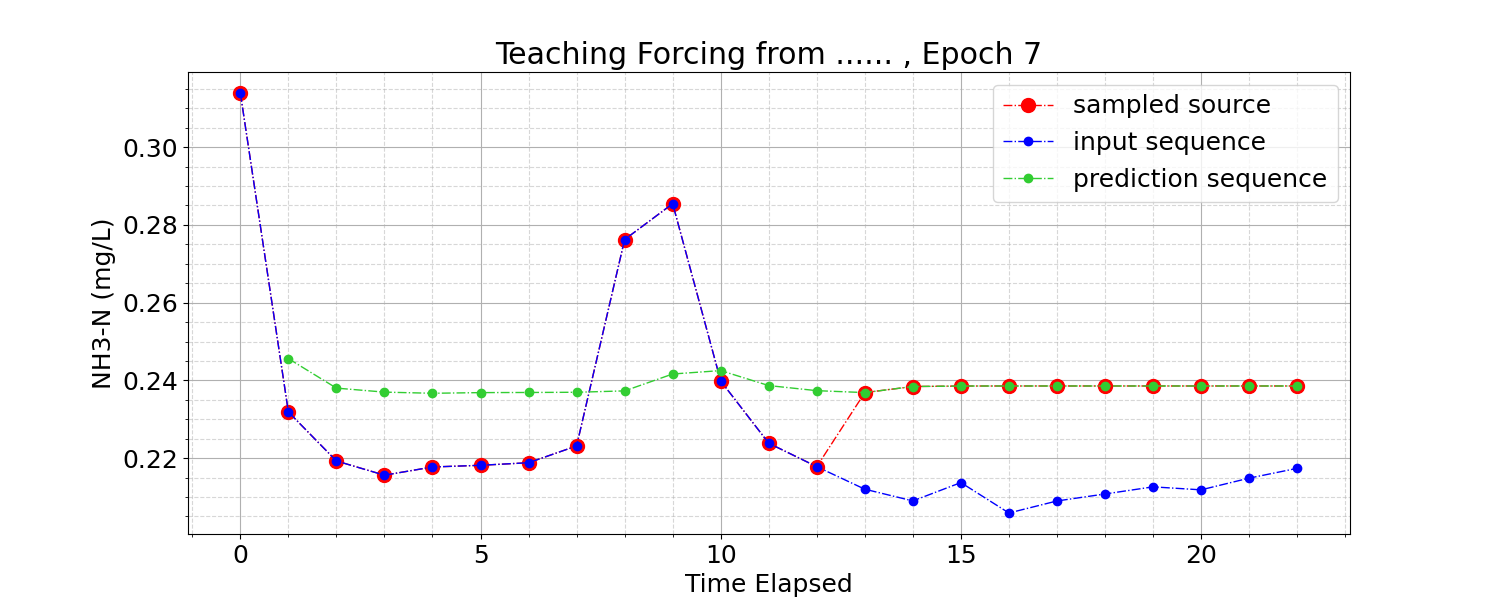 Teaching Forcing from ...... , Epoch 7
sampled source
input sequence
prediction sequence
NH3-N (mg/L)
0.30
0.28
0.26
0.24
0.22
0 5 10 15 20
Time Elapsed